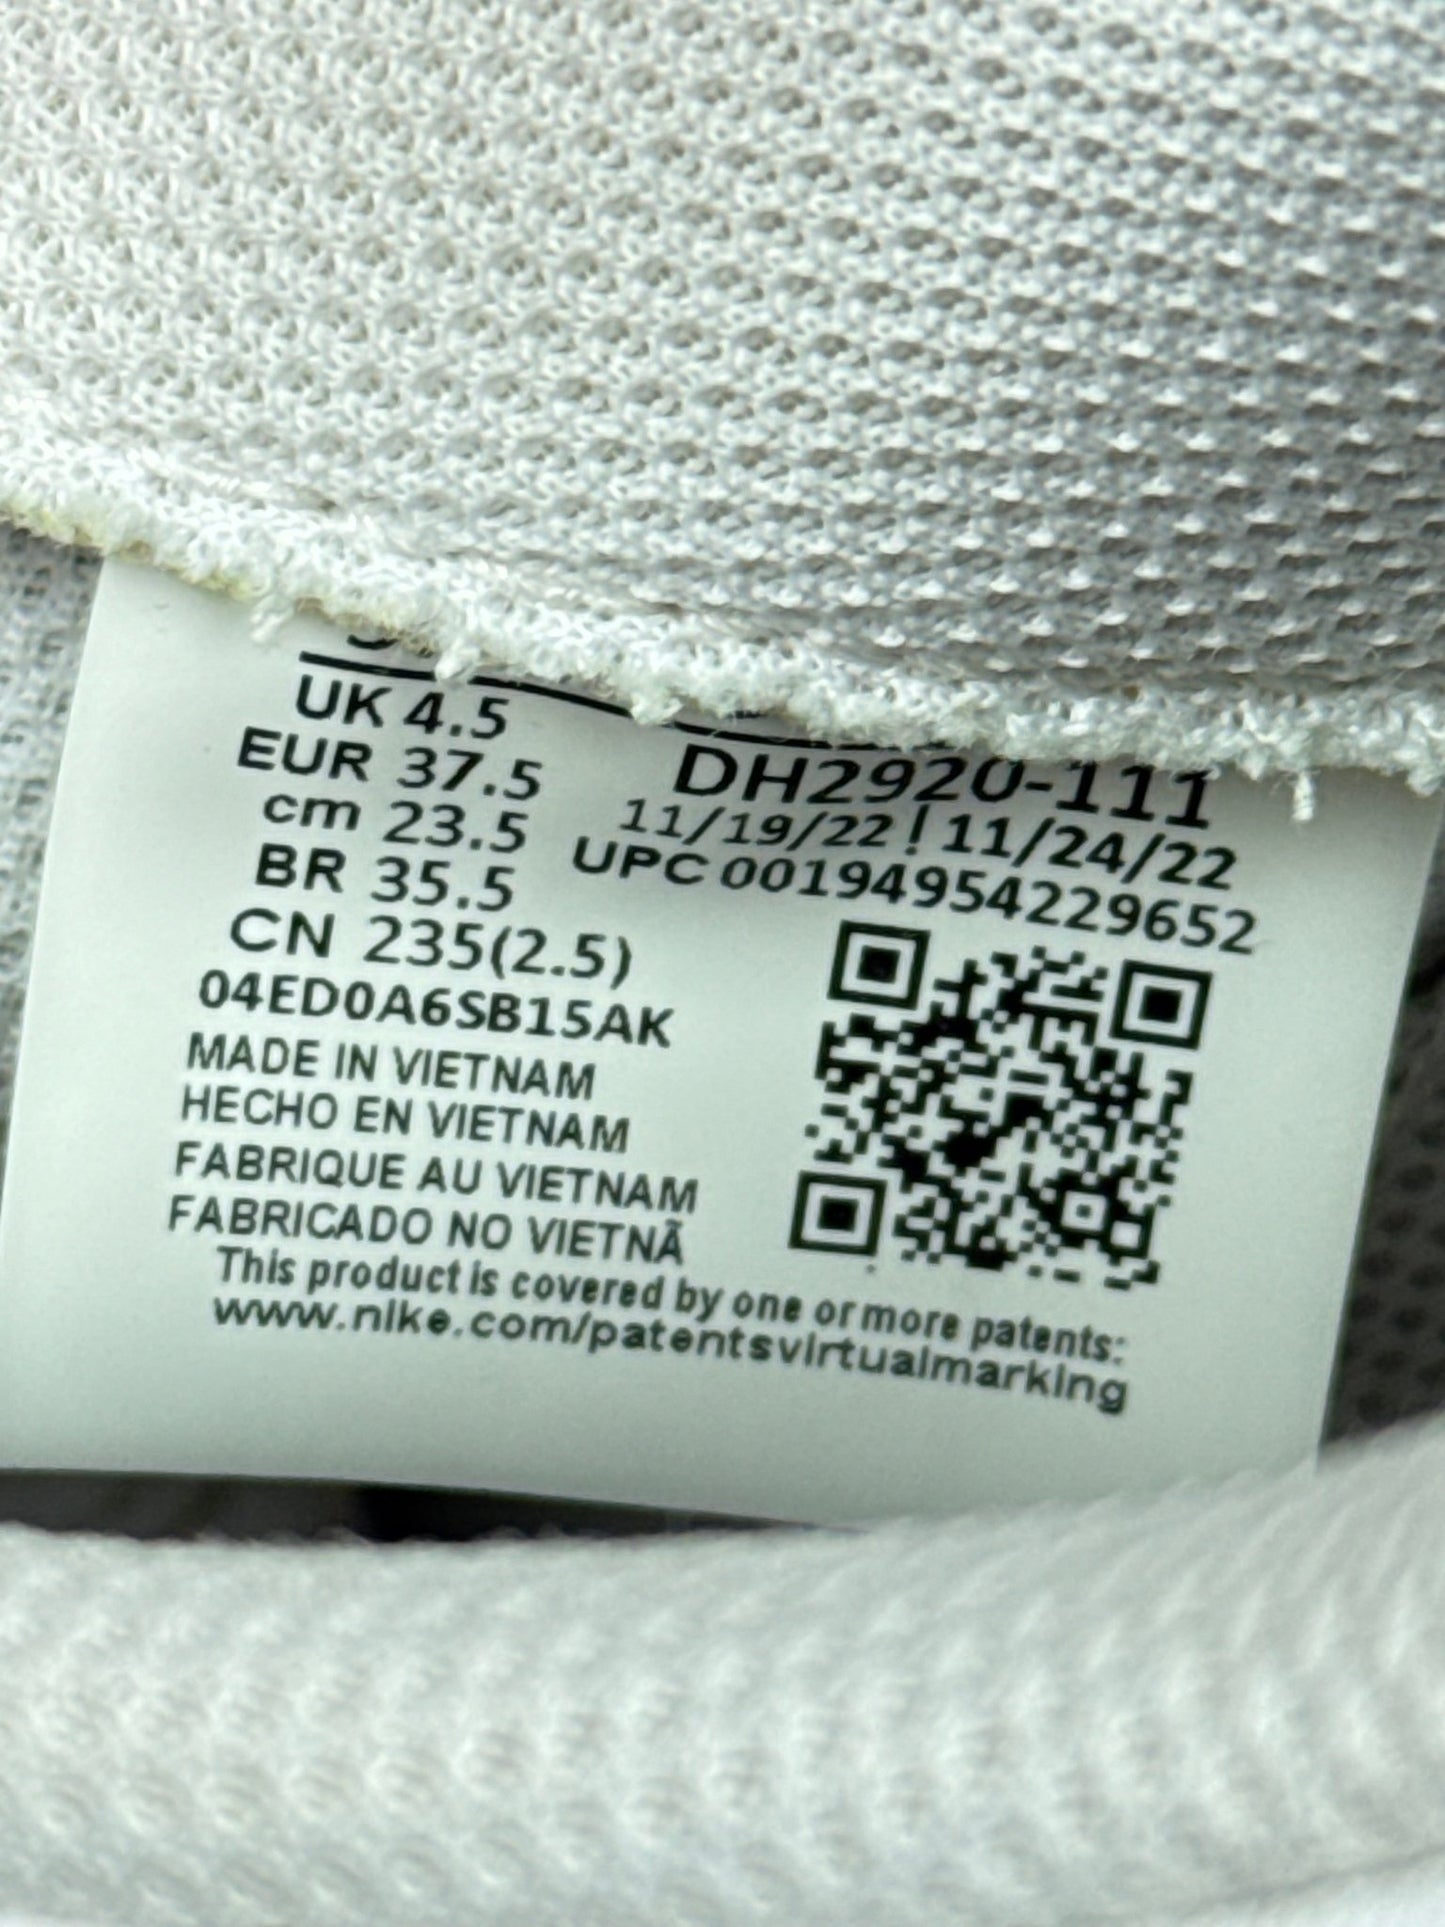 UK 4.5
EUR 37.5
cm 23.5
BR 35.5
CN 235(2.5)
04ED0A6SB15AK
DH2920-111
11/19/22 ! 11/24/22
UPC 00194954229652
MADE IN VIETNAM
HECHO EN VIETNAM
FABRIQUE AU VIETNAM
FABRICADO NO VIETNÃ
This product is covered by one or more patents:
www.nike.com/patentsvirtualmarking